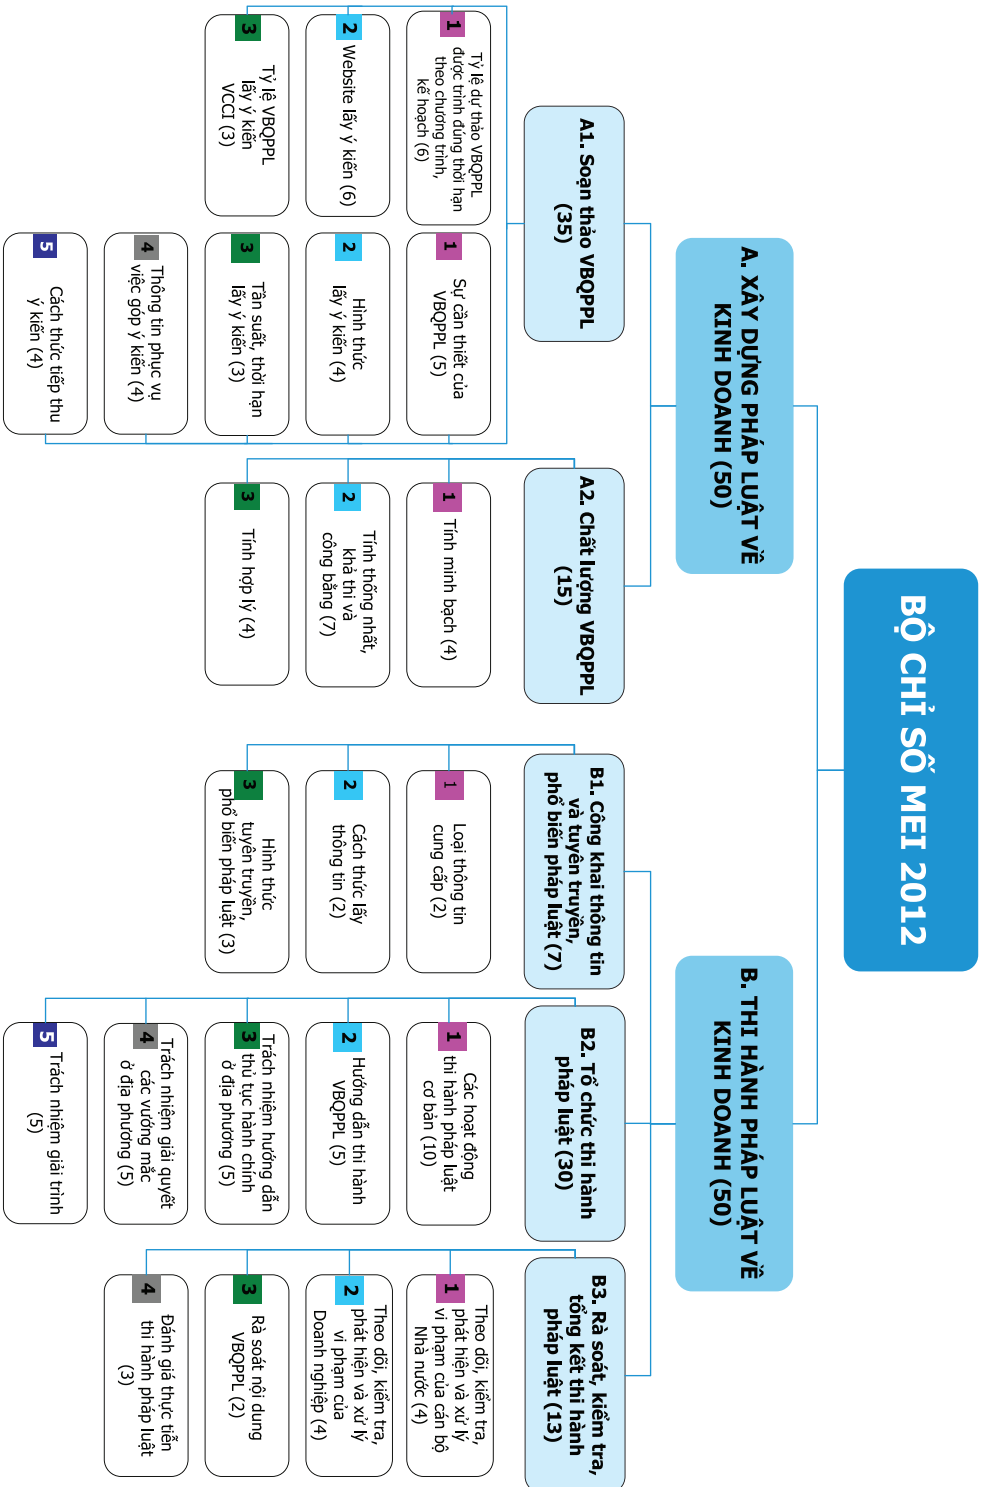 BỘ CHỈ SỐ MEI 2012
A. XÂY DỰNG PHÁP LUẬT VỀ
KINH DOANH (50)
A1. Soạn thảo VBQPPL
(35)
1
Tỷ lệ dự thảo VBQPPL
được trình đúng thời hạn
theo chương trình,
kế hoạch (6)
2
Website lấy ý kiến (6)
3
Tỷ lệ VBQPPL
lấy ý kiến
VCCI (3)
1
Sự cần thiết của
VBQPPL (5)
2
Hình thức
lấy ý kiến (4)
3
Tần suất, thời hạn
lấy ý kiến (3)
4
Thông tin phục vụ
việc góp ý kiến (4)
5
Cách thức tiếp thu
ý kiến (4)
A2. Chất lượng VBQPPL
(15)
1
Tính minh bạch (4)
2
Tính thống nhất,
khả thi và
công bằng (7)
3
Tính hợp lý (4)
B. THI HÀNH PHÁP LUẬT VỀ
KINH DOANH (50)
B1. Công khai thông tin
và tuyên truyền,
phổ biến pháp luật (7)
1
Loại thông tin
cung cấp (2)
2
Cách thức lấy
thông tin (2)
3
Hình thức
tuyên truyền,
phổ biến pháp luật (3)
B2. Tổ chức thi hành
pháp luật (30)
1
Các hoạt động
thi hành pháp luật
cơ bản (10)
2
Hướng dẫn thi hành
VBQPPL (5)
3
Trách nhiệm hướng dẫn
thủ tục hành chính
ở địa phương (5)
4
Trách nhiệm giải quyết
các vướng mắc
ở địa phương (5)
5
Trách nhiệm giải trình
(5)
B3. Rà soát, kiểm tra,
tổng kết thi hành
pháp luật (13)
1
Theo dõi, kiểm tra,
phát hiện và xử lý
vi phạm của cán bộ
Nhà nước (4)
2
Theo dõi, kiểm tra,
phát hiện và xử lý
vi phạm của
Doanh nghiệp (4)
3
Rà soát nội dung
VBQPPL (2)
4
Đánh giá thực tiễn
thi hành pháp luật
(3)